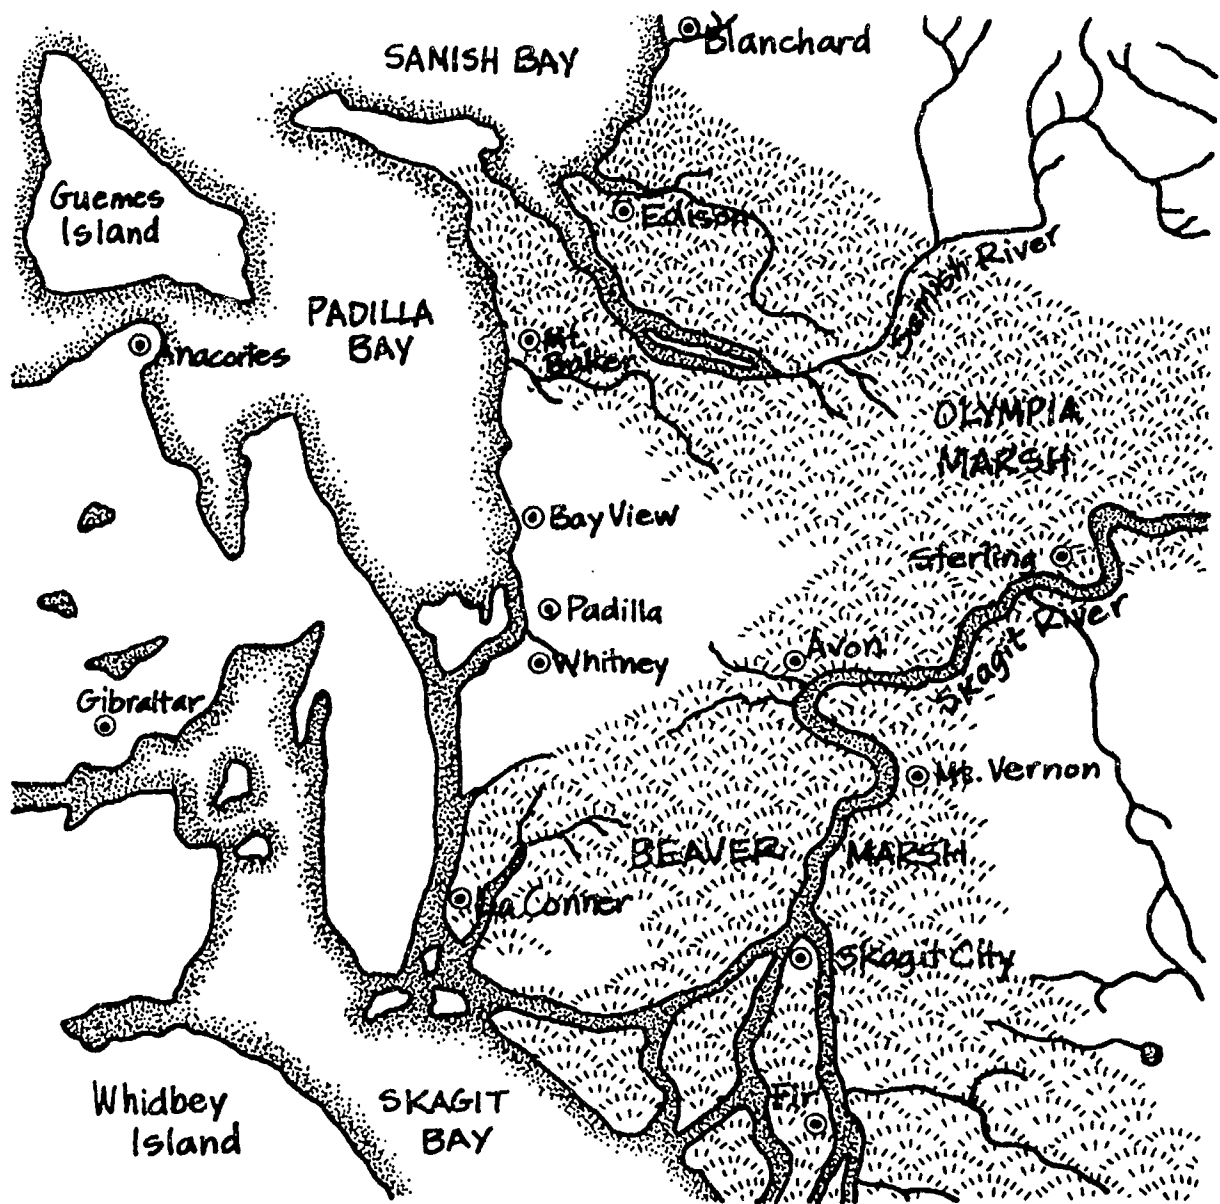 Blanchard
SANISH BAY
Guemes
Island
Edison
Samish River
PADILLA
BAY
Mt.
Baker
Anacortes
OLYMPIA
MARSH
Bay View
Sterling
Padilla
Skagit River
Avon
Whitney
Gibraltar
Mt. Vernon
BEAVER MARSH
La Conner
Skagit City
Whidbey
Island
SKAGIT
BAY
Fir